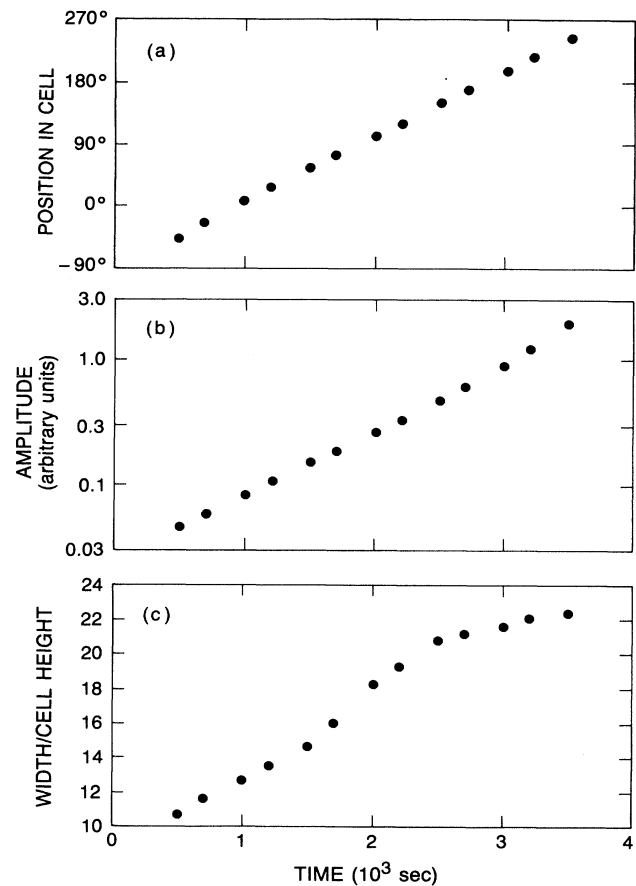 270°
(a)
180°
90°
0°
−90°
POSITION IN CELL
3.0
(b)
1.0
0.3
0.1
0.03
AMPLITUDE
(arbitrary units)
24
(c)
22
20
18
16
14
12
10
WIDTH/CELL HEIGHT
0 1 2 3 4
TIME (10³ sec)